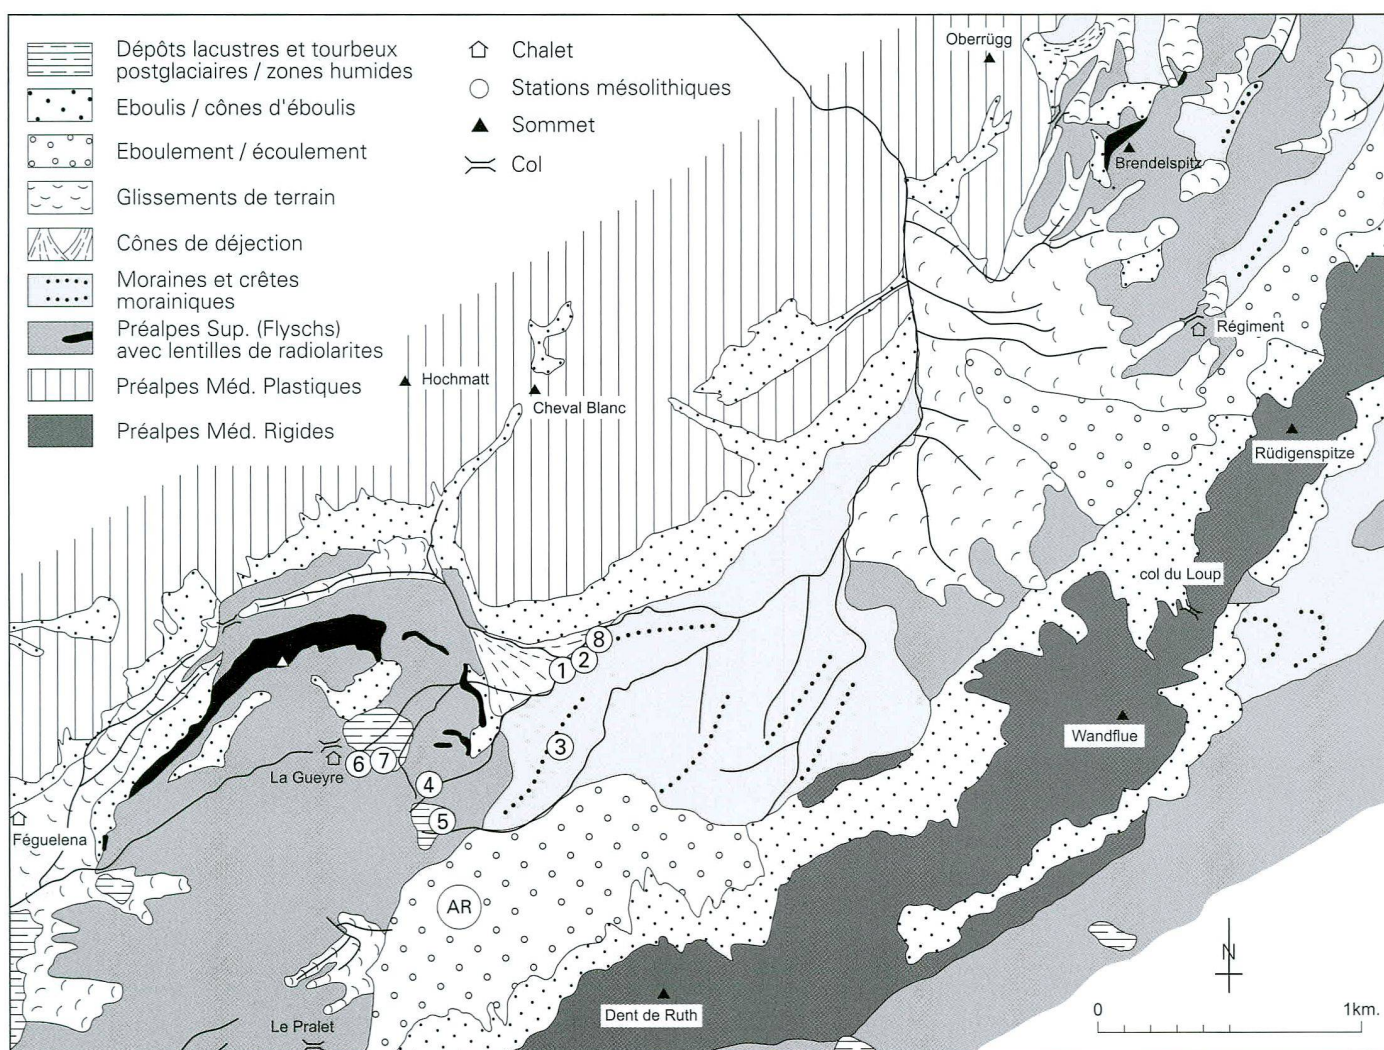 Dépôts lacustres et tourbeux
postglaciaires / zones humides
Eboulis / cônes d'éboulis
Eboulement / écoulement
Glissements de terrain
Cônes de déjection
Moraines et crêtes
morainiques
Préalpes Sup. (Flyschs)
avec lentilles de radiolarites
Préalpes Méd. Plastiques
Préalpes Méd. Rigides
Chalet
Stations mésolithiques
Sommet
Col
Oberrügg
Brendelspitz
Régiment
Hochmatt
Cheval Blanc
Rüdigenspitze
col du Loup
8
2
1
3
Wandflue
La Gueyre
6
7
4
5
Féguelena
AR
N
Dent de Ruth
Le Pralet
0
1km.